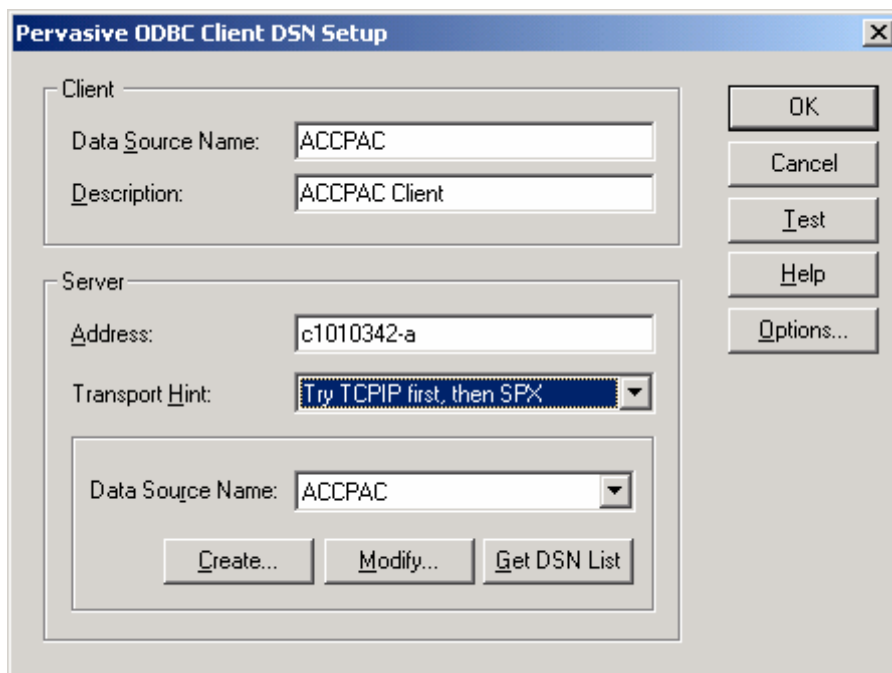 Pervasive ODBC Client DSN Setup
Client
Data Source Name: ACCPAC
Description: ACCPAC Client
OK
Cancel
Test
Help
Options...
Server
Address: c1010342-a
Transport Hint: Try TCPIP first, then SPX
Data Source Name: ACCPAC
Create... Modify... Get DSN List